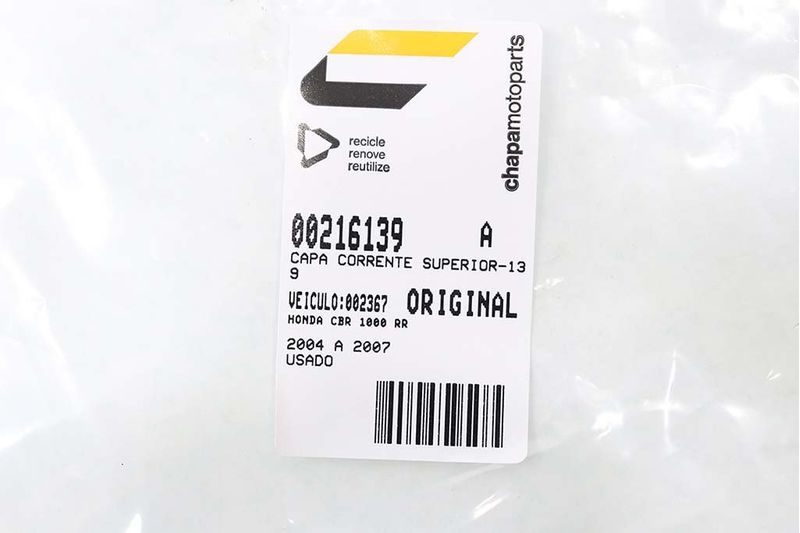 chapamotoparts
recicle
renove
reutilize
00216139 A
CAPA CORRENTE SUPERIOR-13
9
VEICULO:002367 ORIGINAL
HONDA CBR 1000 RR
2004 A 2007
USADO